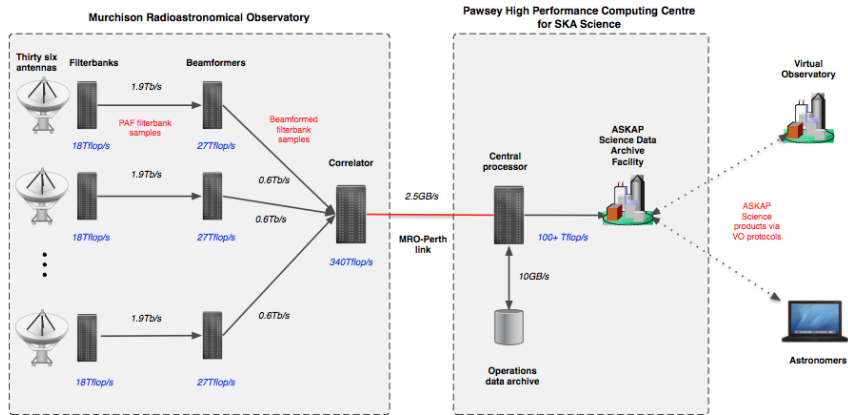 Murchison Radioastronomical Observatory
Pawsey High Performance Computing Centre
for SKA Science
Thirty six
antennas
Filterbanks
Beamformers
1.9Tb/s
PAF filterbank
samples
Beamformed
filterbank
samples
18Tflop/s
27Tflop/s
1.9Tb/s
0.6Tb/s
0.6Tb/s
18Tflop/s
27Tflop/s
Correlator
340Tflop/s
1.9Tb/s
0.6Tb/s
18Tflop/s
27Tflop/s
2.5GB/s
MRO-Perth
link
Central
processor
100+ Tflop/s
10GB/s
Operations
data archive
ASKAP
Science Data
Archive
Facility
Virtual
Observatory
ASKAP
Science
products via
VO protocols
Astronomers